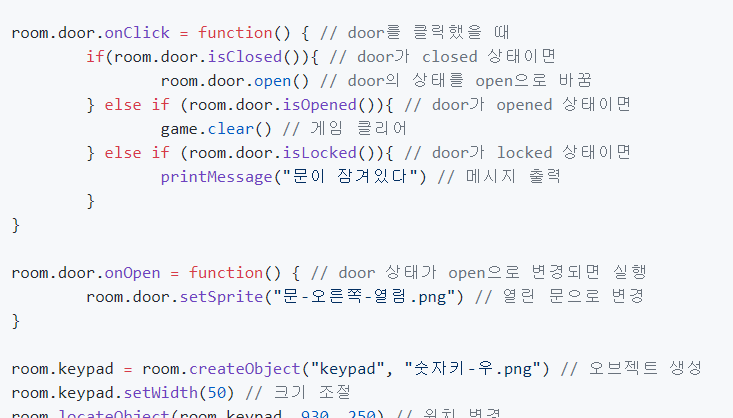 room.door.onClick = function() { // door를 클릭했을 때
if(room.door.isClosed()){ // door가 closed 상태이면
room.door.open() // door의 상태를 open으로 바꿈
} else if (room.door.isOpened()){ // door가 opened 상태이면
game.clear() // 게임 클리어
} else if (room.door.isLocked()){ // door가 locked 상태이면
printMessage("문이 잠겨있다") // 메시지 출력
}
}
room.door.onOpen = function() { // door 상태가 open으로 변경되면 실행
room.door.setSprite("문-오른쪽-열림.png") // 열린 문으로 변경
}
room.keypad = room.createObject("keypad", "숫자키-우.png") // 오브젝트 생성
room.keypad.setWidth(50) // 크기 조절
room.locateObject(room.keypad, 930, 250) // 위치 변경